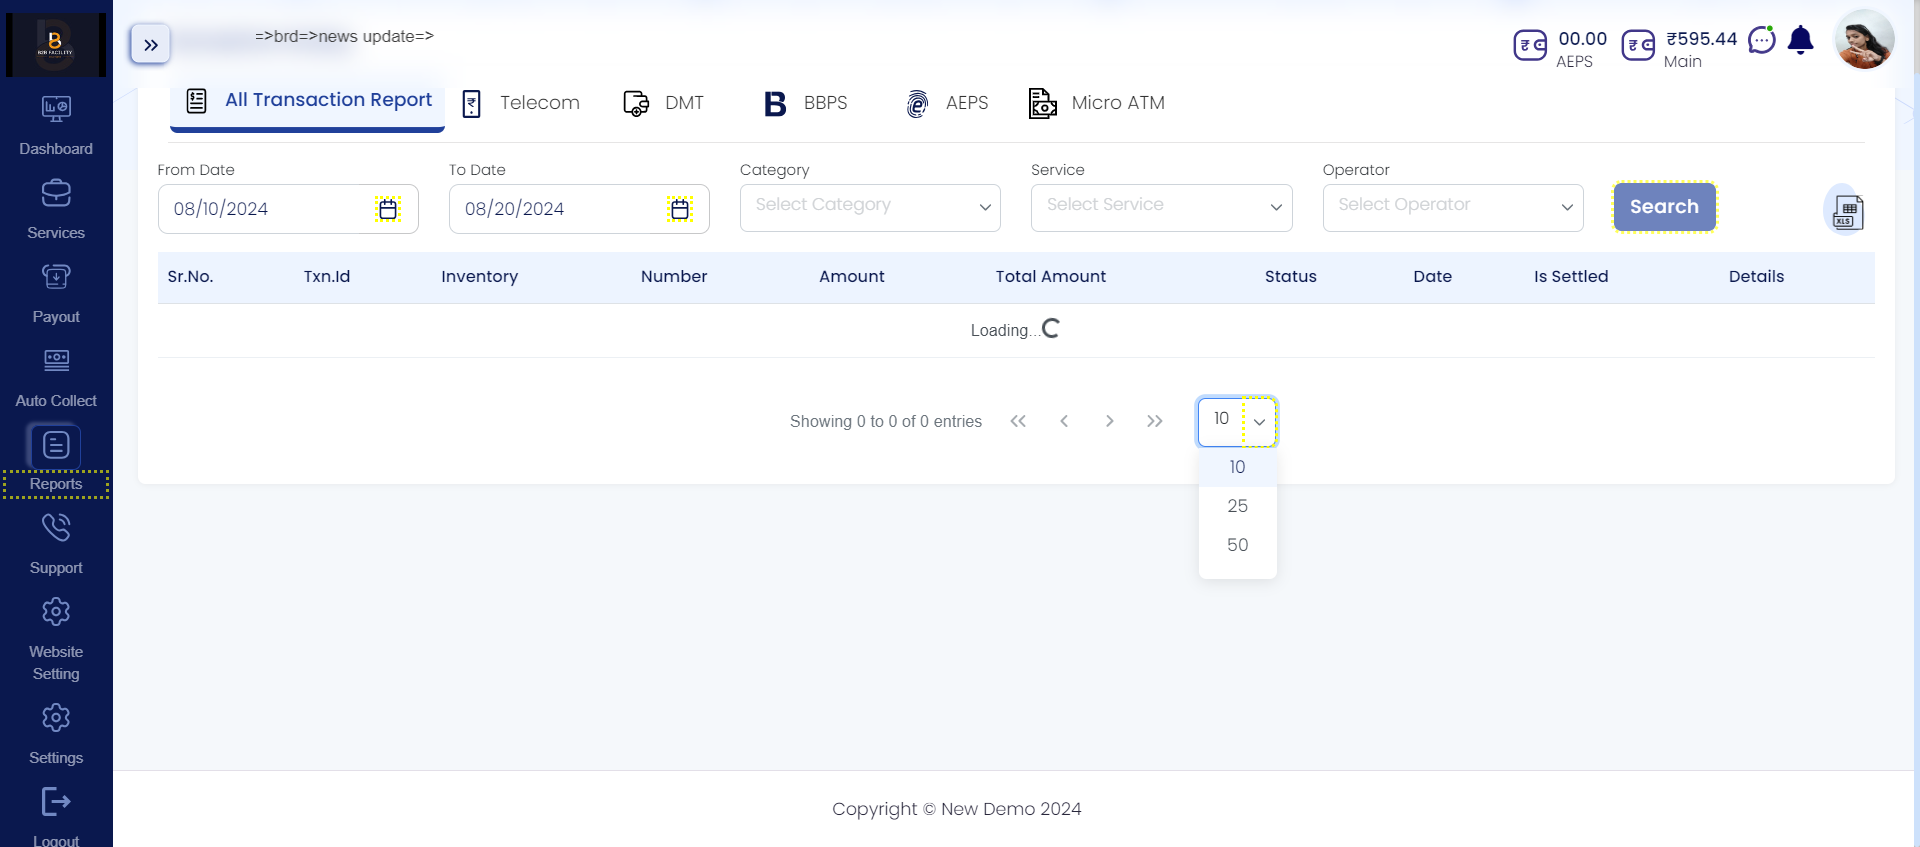 B2B FACILITY
=>brd=>news update=>
00.00
AEPS
₹595.44
Main
All Transaction Report
Telecom
DMT
B
BBPS
AEPS
Micro ATM
From Date
To Date
Category
Service
Operator
08/10/2024
08/20/2024
Select Category
Select Service
Select Operator
Search
XLS
Sr.No.
Txn.Id
Inventory
Number
Amount
Total Amount
Status
Date
Is Settled
Details
Loading...
Showing 0 to 0 of 0 entries
10
10
25
50
Dashboard
Services
Payout
Auto Collect
Reports
Support
Website
Setting
Settings
Logout
Copyright © New Demo 2024